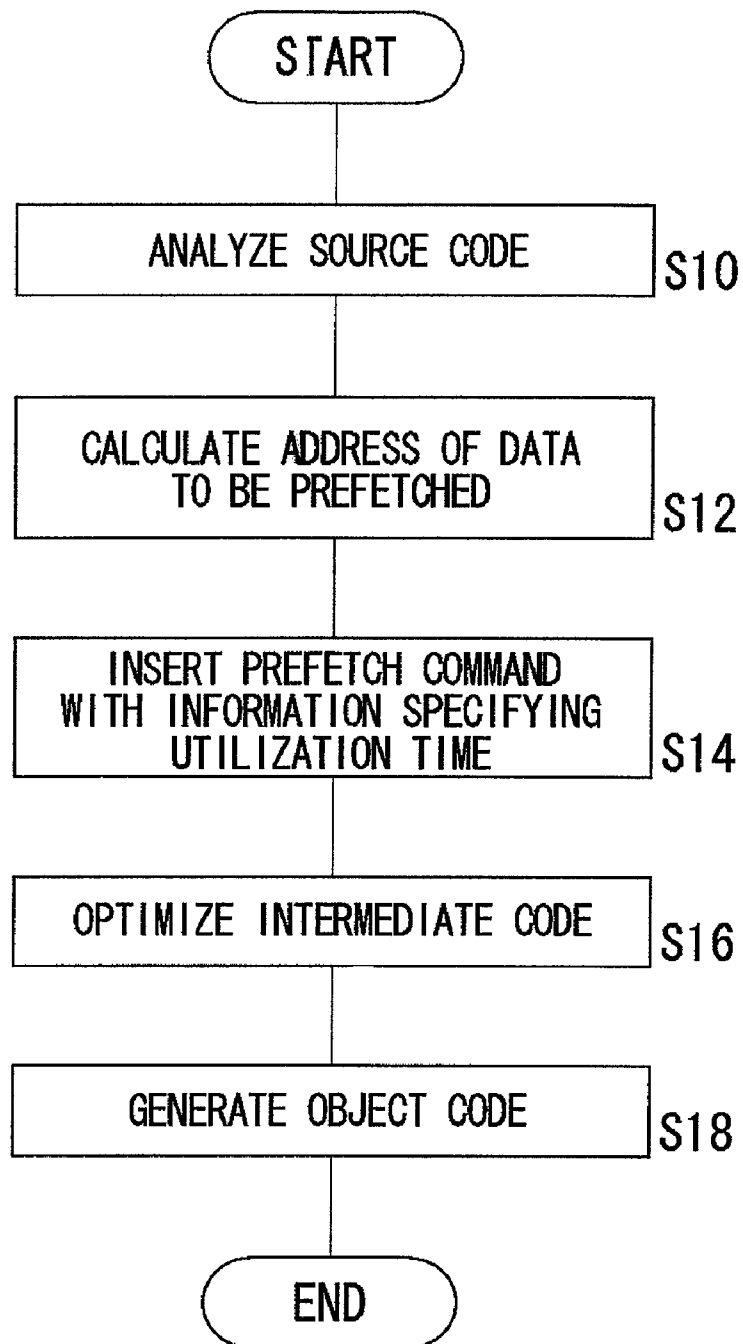 START
ANALYZE SOURCE CODE
S10
CALCULATE ADDRESS OF DATA
TO BE PREFETCHED
S12
INSERT PREFETCH COMMAND
WITH INFORMATION SPECIFYING
UTILIZATION TIME
S14
OPTIMIZE INTERMEDIATE CODE
S16
GENERATE OBJECT CODE
S18
END